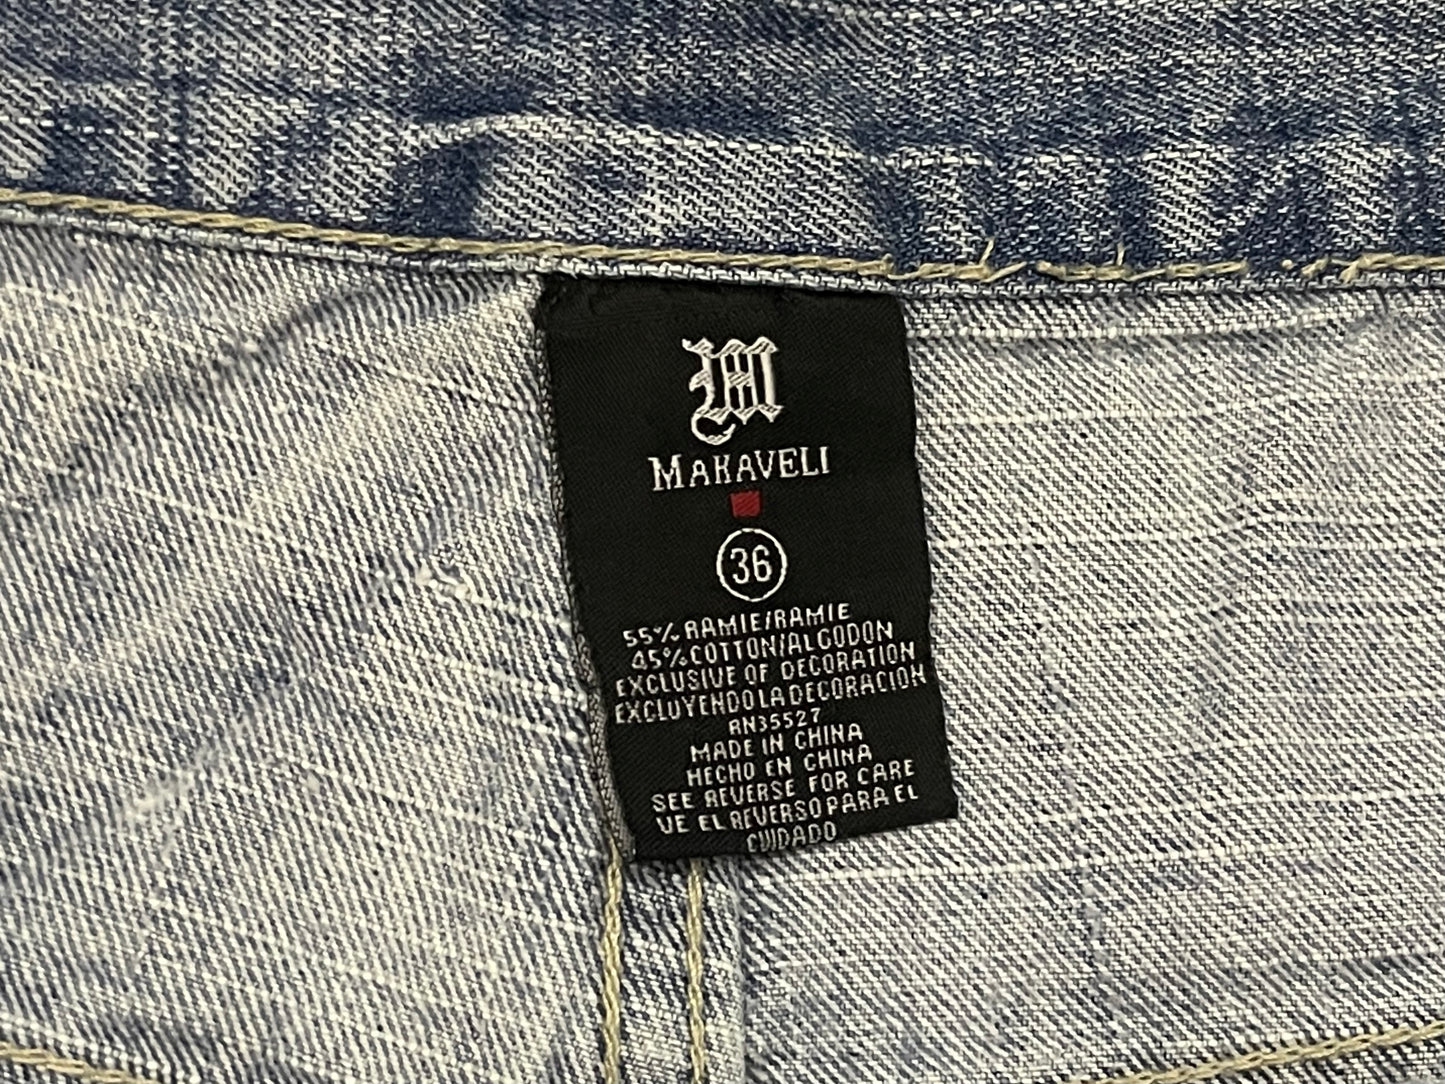 M
MAKAVELI
36
55% RAMIE/RAMIE
45% COTTON/ALGODON
EXCLUSIVE OF DECORATION
EXCLUYENDO LA DECORACION
RN35527
MADE IN CHINA
HECHO EN CHINA
SEE REVERSE FOR CARE
VE EL REVERSO PARA EL
CUIDADO